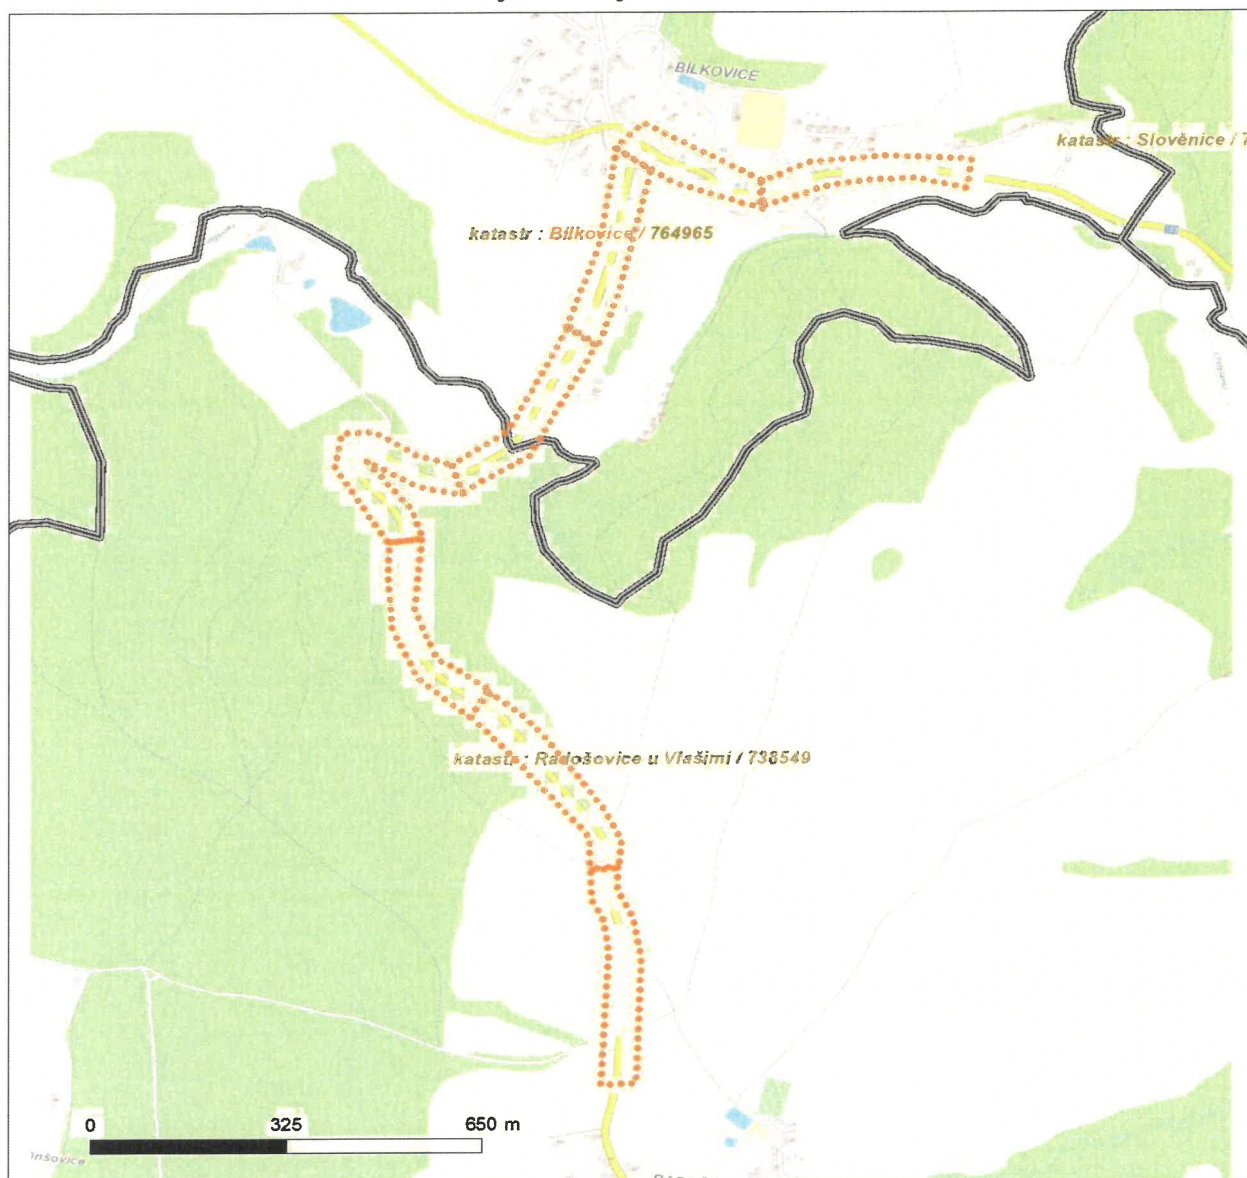 BÍLKOVICE
katastr : Slověnice / 7
katastr : Bílkovice / 764965
katastr : Radošovice u Vlašimi / 738549
0 325 650 m